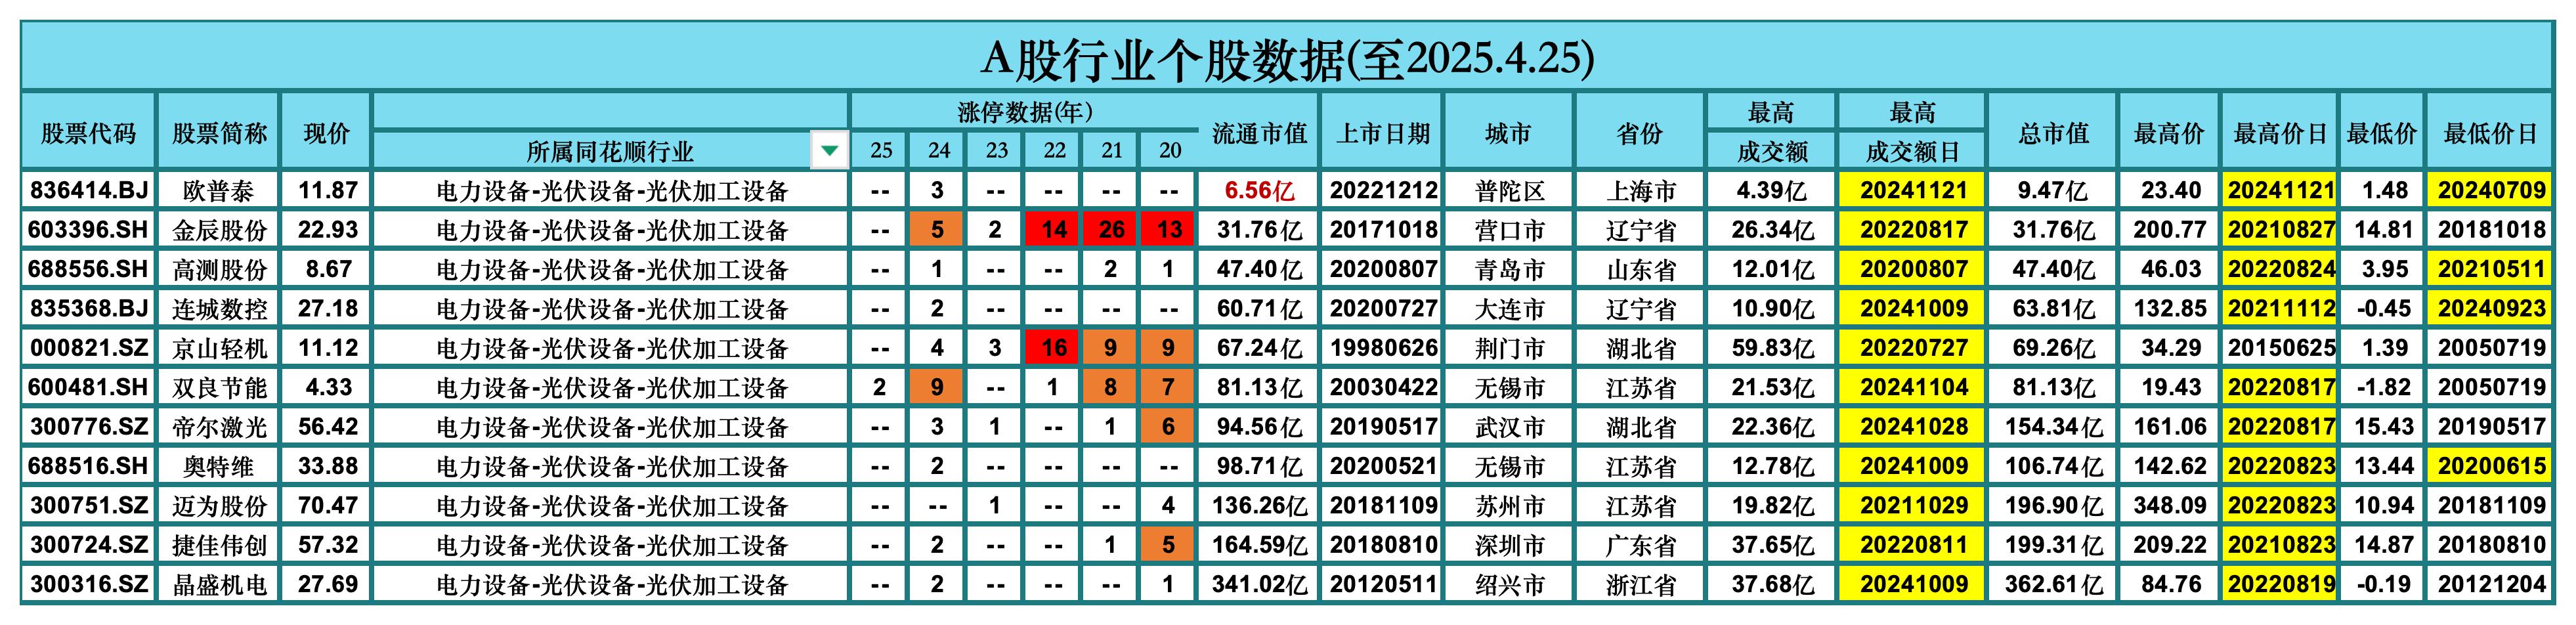 A股行业个股数据(至2025.4.25)
股票代码 股票简称 现价 所属同花顺行业 涨停数据(年) 25 24 23 22 21 20 流通市值 上市日期 城市 省份 最高成交额 最高成交额日 总市值 最高价 最高价日 最低价 最低价日
836414.BJ 欧普泰 11.87 电力设备-光伏设备-光伏加工设备 -- 3 -- -- -- -- 6.56亿 20221212 普陀区 上海市 4.39亿 20241121 9.47亿 23.40 20241121 1.48 20240709
603396.SH 金辰股份 22.93 电力设备-光伏设备-光伏加工设备 -- 5 2 14 26 13 31.76亿 20171018 营口市 辽宁省 26.34亿 20220817 31.76亿 200.77 20210827 14.81 20181018
688556.SH 高测股份 8.67 电力设备-光伏设备-光伏加工设备 -- 1 -- -- 2 1 47.40亿 20200807 青岛市 山东省 12.01亿 20200807 47.40亿 46.03 20220824 3.95 20210511
835368.BJ 连城数控 27.18 电力设备-光伏设备-光伏加工设备 -- 2 -- -- -- -- 60.71亿 20200727 大连市 辽宁省 10.90亿 20241009 63.81亿 132.85 20211112 -0.45 20240923
000821.SZ 京山轻机 11.12 电力设备-光伏设备-光伏加工设备 -- 4 3 16 9 9 67.24亿 19980626 荆门市 湖北省 59.83亿 20220727 69.26亿 34.29 20150625 1.39 20050719
600481.SH 双良节能 4.33 电力设备-光伏设备-光伏加工设备 2 9 -- 1 8 7 81.13亿 20030422 无锡市 江苏省 21.53亿 20241104 81.13亿 19.43 20220817 -1.82 20050719
300776.SZ 帝尔激光 56.42 电力设备-光伏设备-光伏加工设备 -- 3 1 -- 1 6 94.56亿 20190517 武汉市 湖北省 22.36亿 20241028 154.34亿 161.06 20220817 15.43 20190517
688516.SH 奥特维 33.88 电力设备-光伏设备-光伏加工设备 -- 2 -- -- -- -- 98.71亿 20200521 无锡市 江苏省 12.78亿 20241009 106.74亿 142.62 20220823 13.44 20200615
300751.SZ 迈为股份 70.47 电力设备-光伏设备-光伏加工设备 -- -- 1 -- -- 4 136.26亿 20181109 苏州市 江苏省 19.82亿 20211029 196.90亿 348.09 20220823 10.94 20181109
300724.SZ 捷佳伟创 57.32 电力设备-光伏设备-光伏加工设备 -- 2 -- -- 1 5 164.59亿 20180810 深圳市 广东省 37.65亿 20220811 199.31亿 209.22 20210823 14.87 20180810
300316.SZ 晶盛机电 27.69 电力设备-光伏设备-光伏加工设备 -- 2 -- -- -- 1 341.02亿 20120511 绍兴市 浙江省 37.68亿 20241009 362.61亿 84.76 20220819 -0.19 20121204